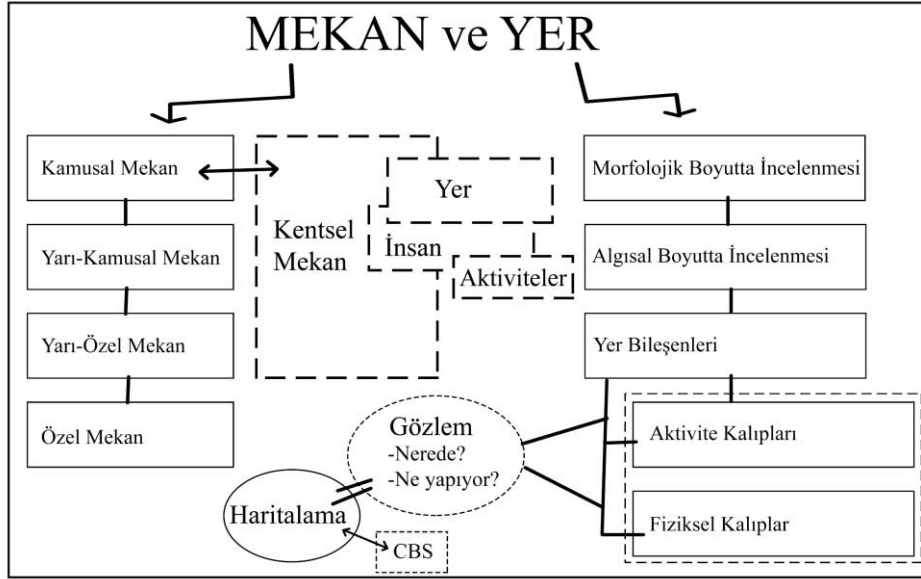 MEKAN ve YER
Kamusal Mekan
Yarı-Kamusal Mekan
Yarı-Özel Mekan
Özel Mekan
Kentsel
Mekan
Yer
İnsan
Aktiviteler
Morfolojik Boyutta İncelenmesi
Algısal Boyutta İncelenmesi
Yer Bileşenleri
Aktivite Kalıpları
Fiziksel Kalıplar
Gözlem
-Nerede?
-Ne yapıyor?
Haritalama
CBS